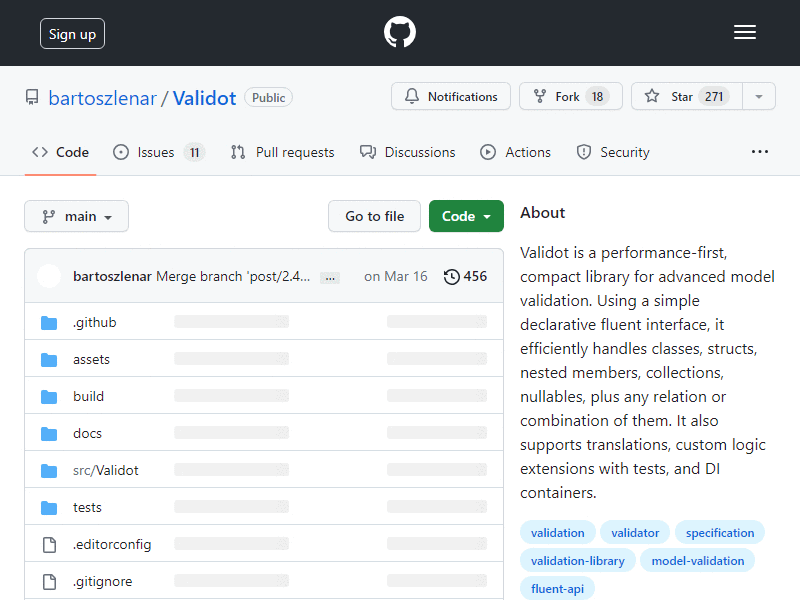 Sign up
bartoszlenar / Validot Public
Notifications
Fork 18
Star 271
Code
Issues 11
Pull requests
Discussions
Actions
Security
main
Go to file
Code
bartoszlenar Merge branch 'post/2.4... ... on Mar 16 456
.github
assets
build
docs
src/Validot
tests
.editorconfig
.gitignore
About
Validot is a performance-first,
compact library for advanced model
validation. Using a simple
declarative fluent interface, it
efficiently handles classes, structs,
nested members, collections,
nullables, plus any relation or
combination of them. It also
supports translations, custom logic
extensions with tests, and DI
containers.
validation validator specification
validation-library model-validation
fluent-api